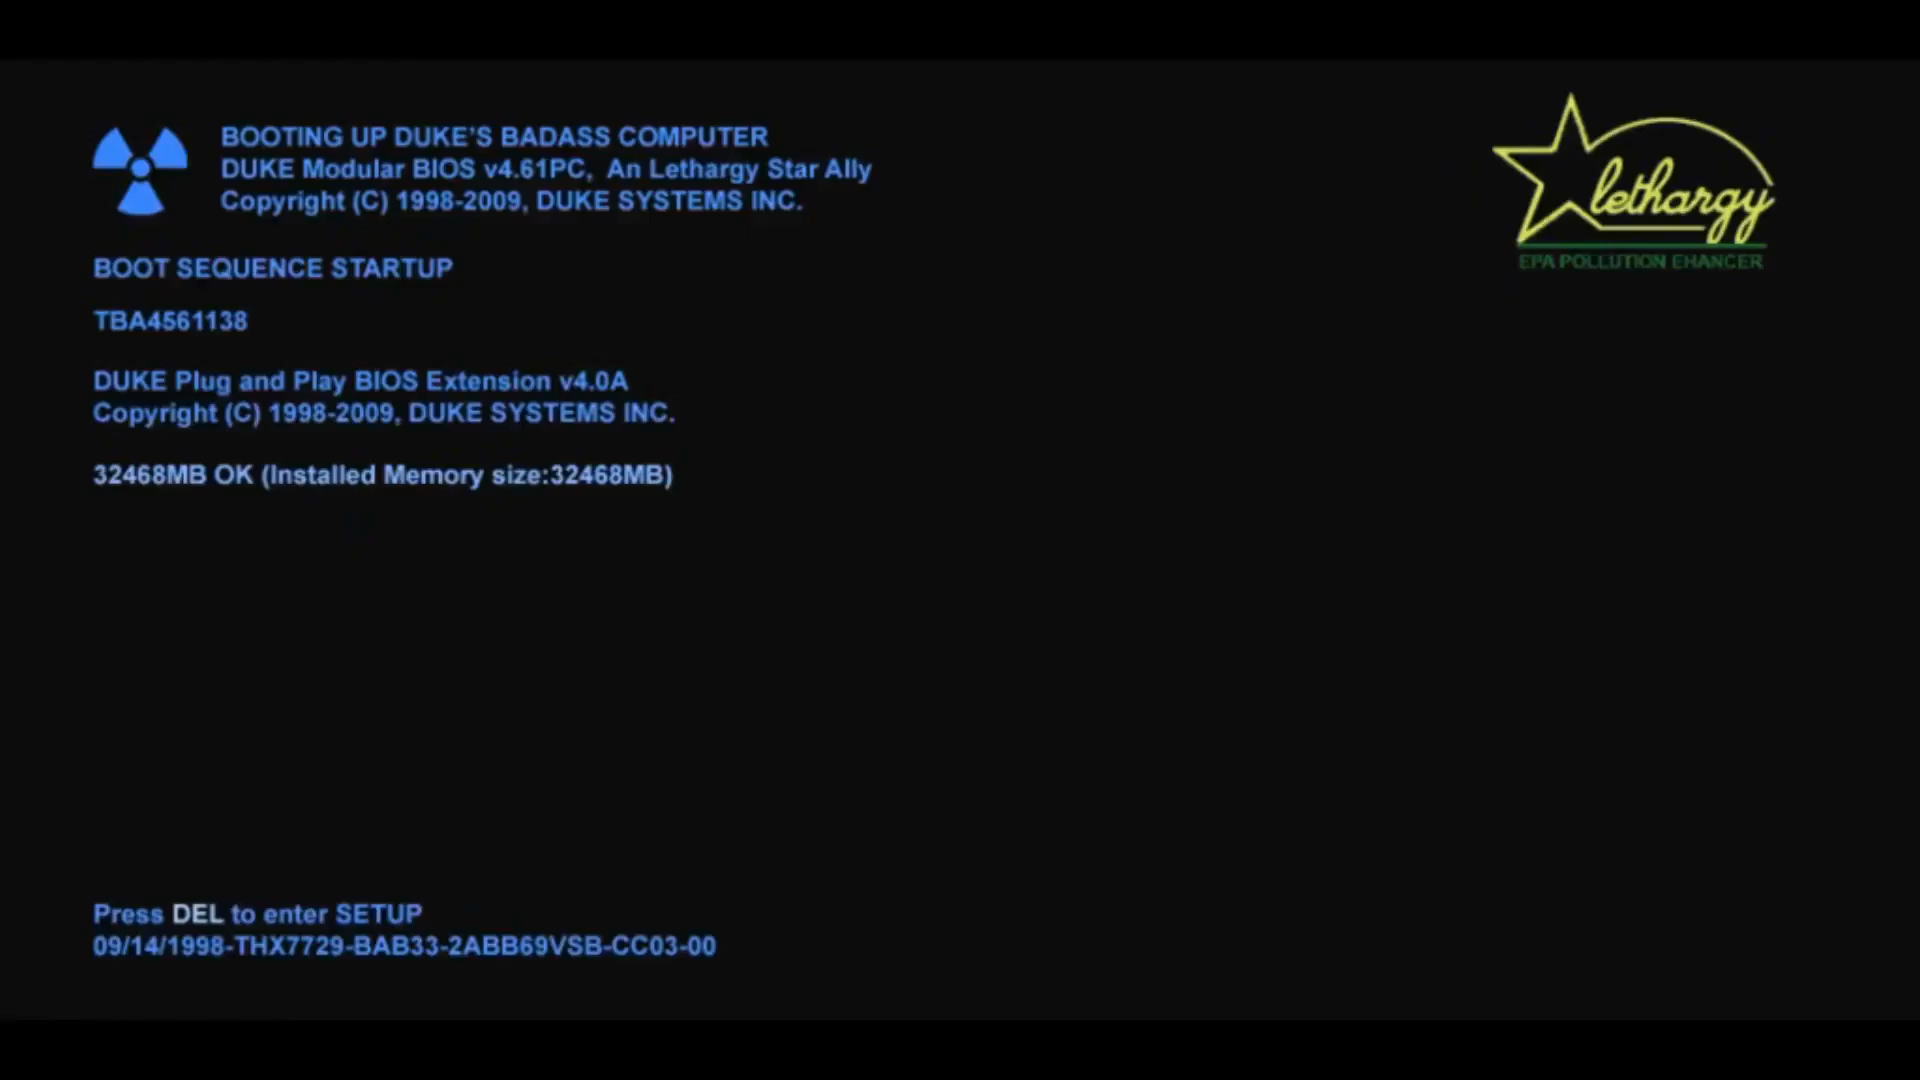 BOOTING UP DUKE'S BADASS COMPUTER
DUKE Modular BIOS v4.61PC, An Lethargy Star Ally
Copyright (C) 1998-2009, DUKE SYSTEMS INC.
lethargy
EPA POLLUTION EHANCER
BOOT SEQUENCE STARTUP
TBA4561138
DUKE Plug and Play BIOS Extension v4.0A
Copyright (C) 1998-2009, DUKE SYSTEMS INC.
32468MB OK (Installed Memory size:32468MB)
Press DEL to enter SETUP
09/14/1998-THX7729-BAB33-2ABB69VSB-CC03-00